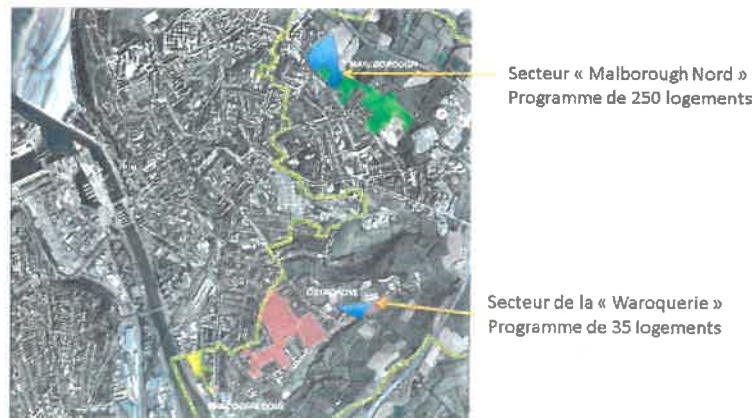 Secteur « Malborough Nord »
Programme de 250 logements
Secteur de la « Waroquerie »
Programme de 35 logements